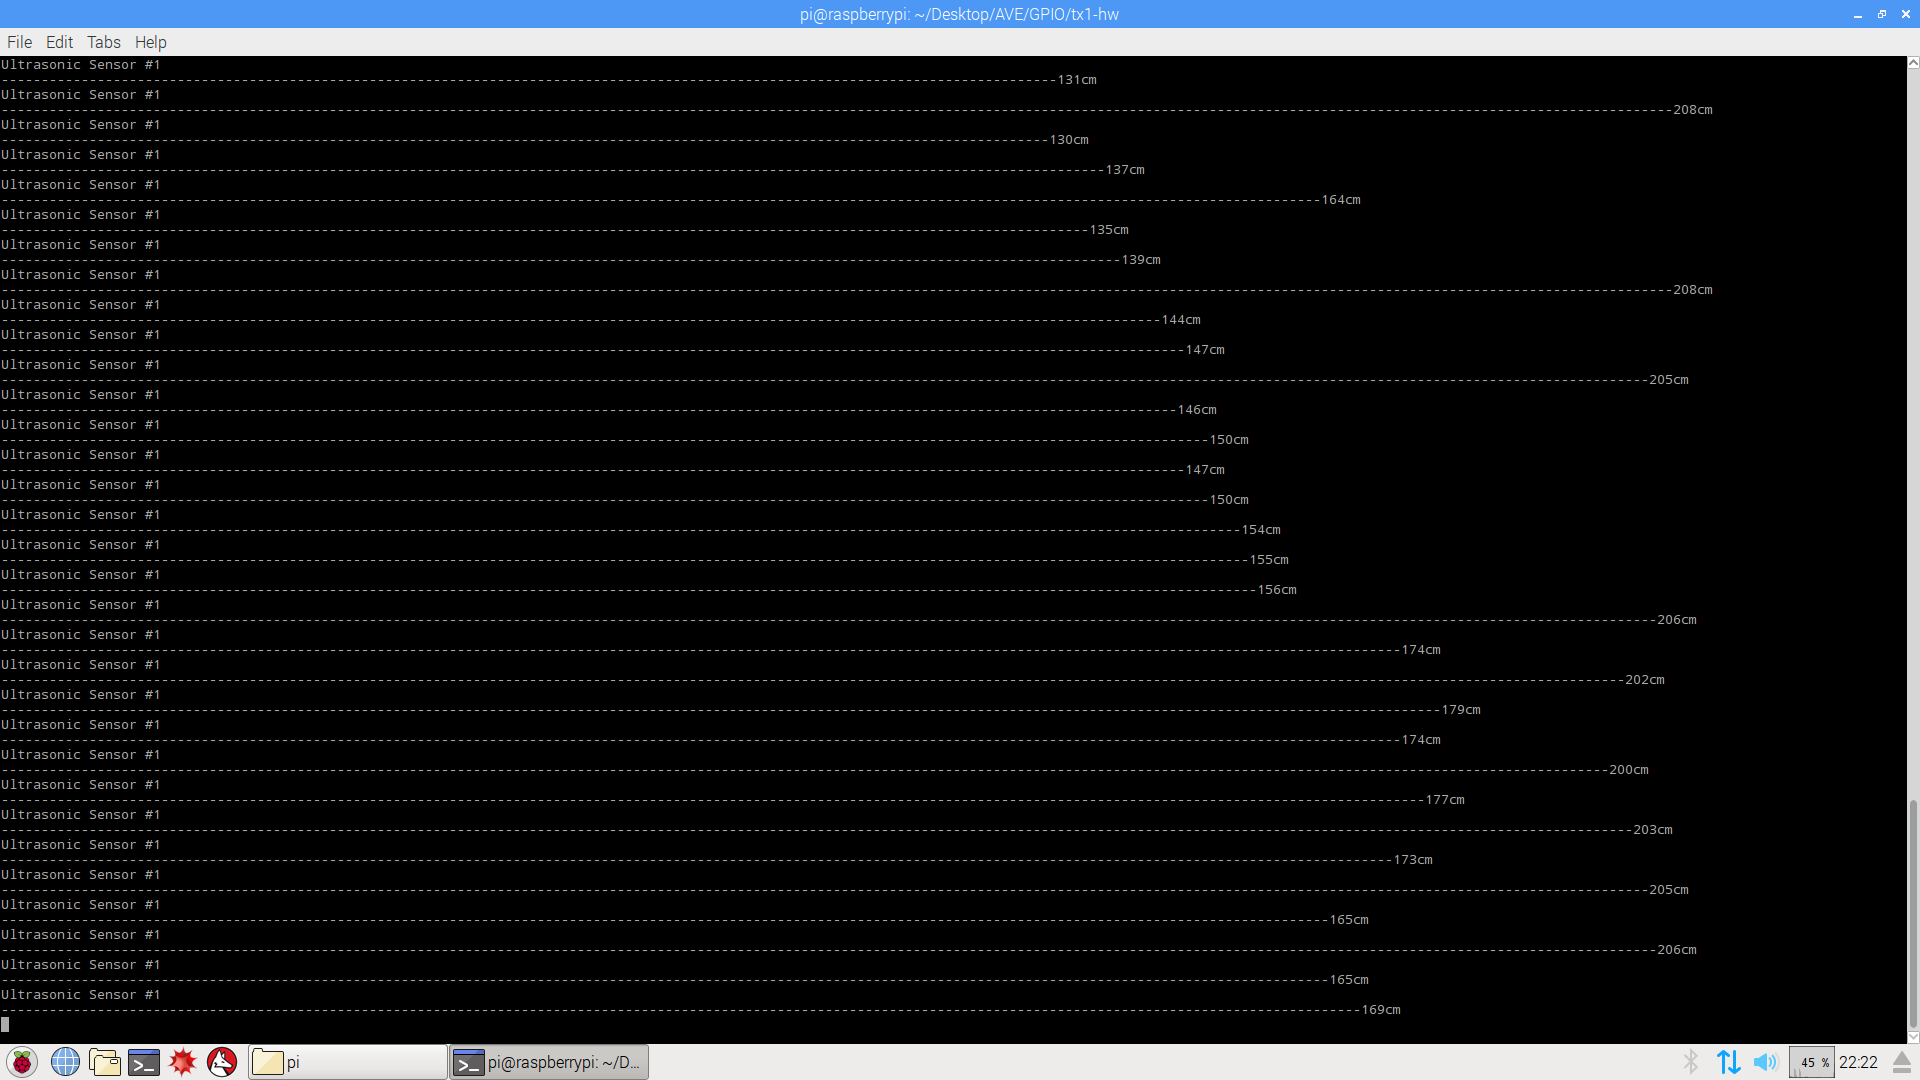 pi@raspberrypi: ~/Desktop/AVE/GPIO/tx1-hw
File Edit Tabs Help
Ultrasonic Sensor #1
131cm
Ultrasonic Sensor #1
208cm
Ultrasonic Sensor #1
130cm
Ultrasonic Sensor #1
137cm
Ultrasonic Sensor #1
164cm
Ultrasonic Sensor #1
135cm
Ultrasonic Sensor #1
139cm
Ultrasonic Sensor #1
208cm
Ultrasonic Sensor #1
144cm
Ultrasonic Sensor #1
147cm
Ultrasonic Sensor #1
205cm
Ultrasonic Sensor #1
146cm
Ultrasonic Sensor #1
150cm
Ultrasonic Sensor #1
147cm
Ultrasonic Sensor #1
150cm
Ultrasonic Sensor #1
154cm
Ultrasonic Sensor #1
155cm
Ultrasonic Sensor #1
156cm
Ultrasonic Sensor #1
206cm
Ultrasonic Sensor #1
174cm
Ultrasonic Sensor #1
202cm
Ultrasonic Sensor #1
179cm
Ultrasonic Sensor #1
174cm
Ultrasonic Sensor #1
200cm
Ultrasonic Sensor #1
177cm
Ultrasonic Sensor #1
203cm
Ultrasonic Sensor #1
173cm
Ultrasonic Sensor #1
205cm
Ultrasonic Sensor #1
165cm
Ultrasonic Sensor #1
206cm
Ultrasonic Sensor #1
165cm
Ultrasonic Sensor #1
169cm
pi
pi@raspberrypi: ~/D...
45 %
22:22